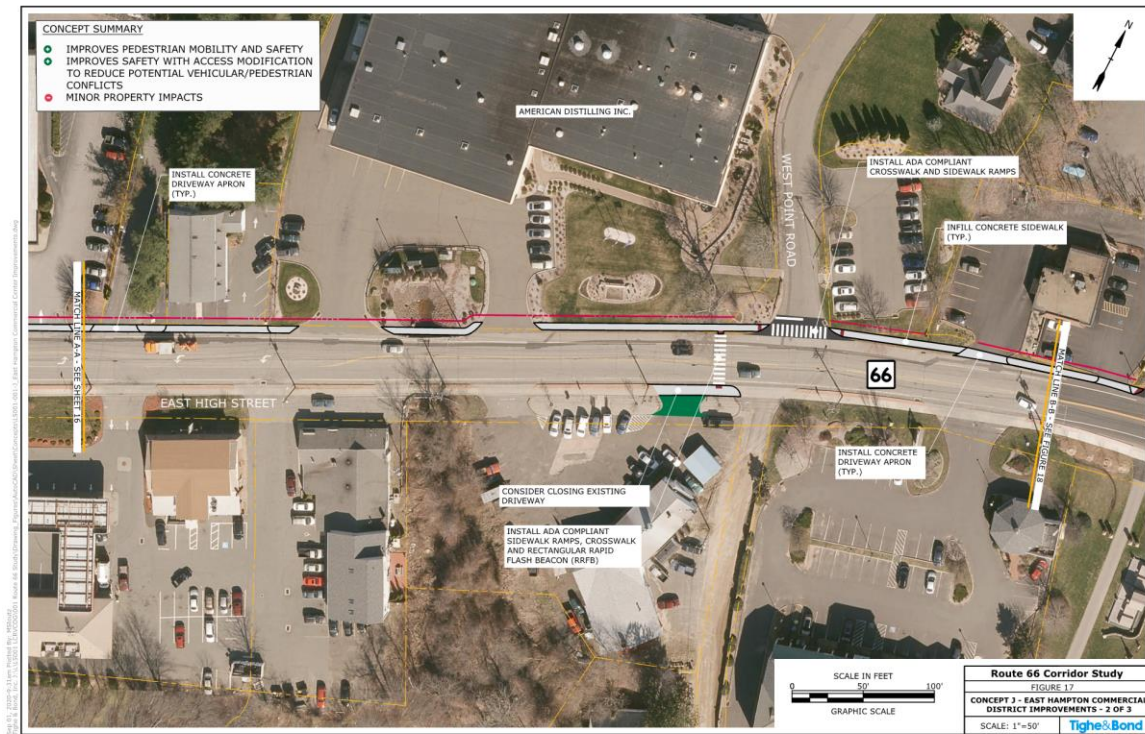 CONCEPT SUMMARY
IMPROVES PEDESTRIAN MOBILITY AND SAFETY
IMPROVES SAFETY WITH ACCESS MODIFICATION
TO REDUCE POTENTIAL VEHICULAR/PEDESTRIAN
CONFLICTS
MINOR PROPERTY IMPACTS
N
AMERICAN DISTILLING INC.
WEST POINT ROAD
INSTALL CONCRETE
DRIVEWAY APRON
(TYP.)
INSTALL ADA COMPLIANT
CROSSWALK AND SIDEWALK RAMPS
INFILL CONCRETE SIDEWALK
(TYP.)
MATCH LINE A-A - SEE SHEET 16
MATCH LINE B-B - SEE FIGURE 18
66
EAST HIGH STREET
INSTALL CONCRETE
DRIVEWAY APRON
(TYP.)
CONSIDER CLOSING EXISTING
DRIVEWAY
INSTALL ADA COMPLIANT
SIDEWALK RAMPS, CROSSWALK
AND RECTANGULAR RAPID
FLASH BEACON (RRFB)
SCALE IN FEET
0 50' 100'
GRAPHIC SCALE
Route 66 Corridor Study
FIGURE 17
CONCEPT J - EAST HAMPTON COMMERCIAL
DISTRICT IMPROVEMENTS - 2 OF 3
SCALE: 1"=50'
Tighe&Bond